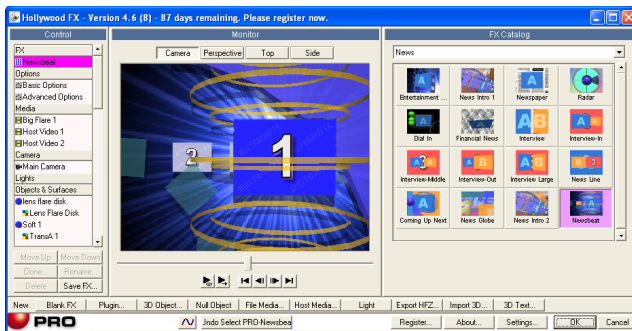 Hollywood FX - Version 4.6 (B) - 87 days remaining. Please register now.
Control
Monitor
FX Catalog
FX
Newsbeat
Options
Basic Options
Advanced Options
Media
Big Flare 1
Host Video 1
Host Video 2
Camera
Main Camera
Lights
Objects & Surfaces
lens flare disk
Lens Flare Disk
Soft 1
TransA 1
Move Up
Move Down
Clone...
Rename...
Delete
Save FX...
Camera
Perspective
Top
Side
2
1
News
Entertainment ...
News Intro 1
Newspaper
Radar
Dial In
Financial News
Interview
Interview-In
Interview-Middle
Interview-Out
Interview Large
News Line
Coming Up Next
News Globe
News Intro 2
Newsbeat
New
Blank FX
Plugin...
3D Object...
Null Object
File Media...
Host Media...
Light
Export HFZ...
Import 3D...
3D Text...
PRO
Jndo Select PRO-Newsbea
Register...
About...
Settings...
OK
Cancel